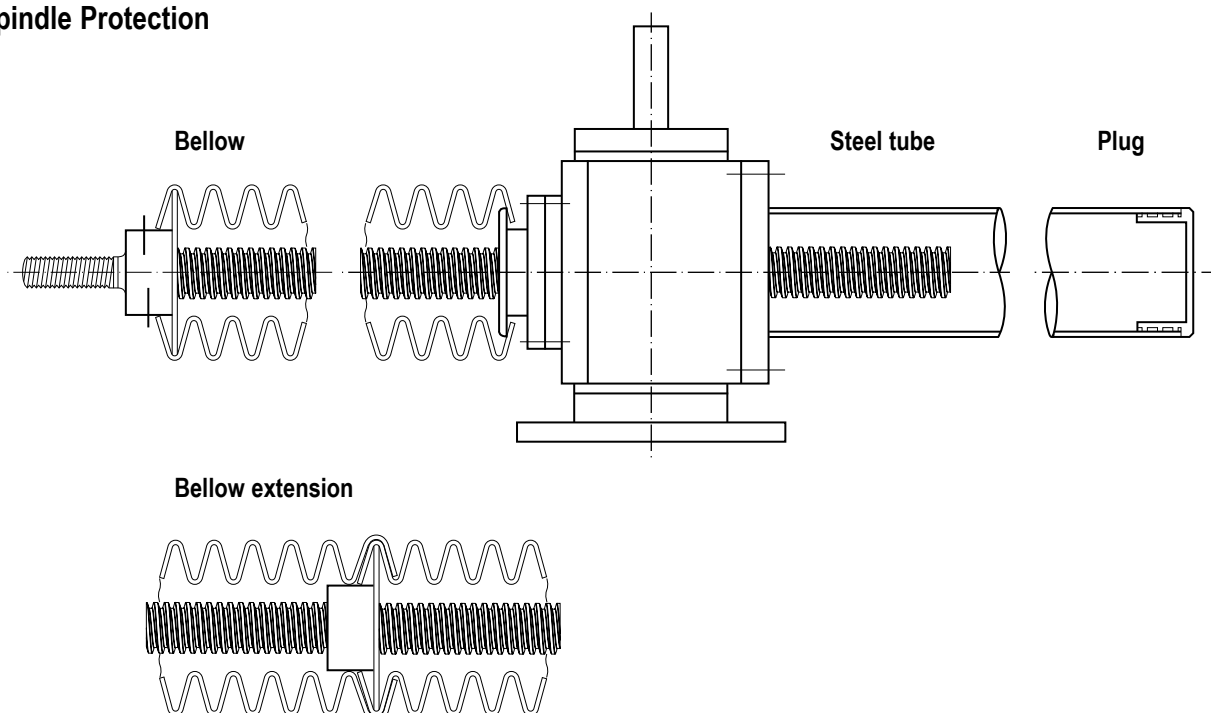 pindle Protection
Bellow
Steel tube
Plug
Bellow extension